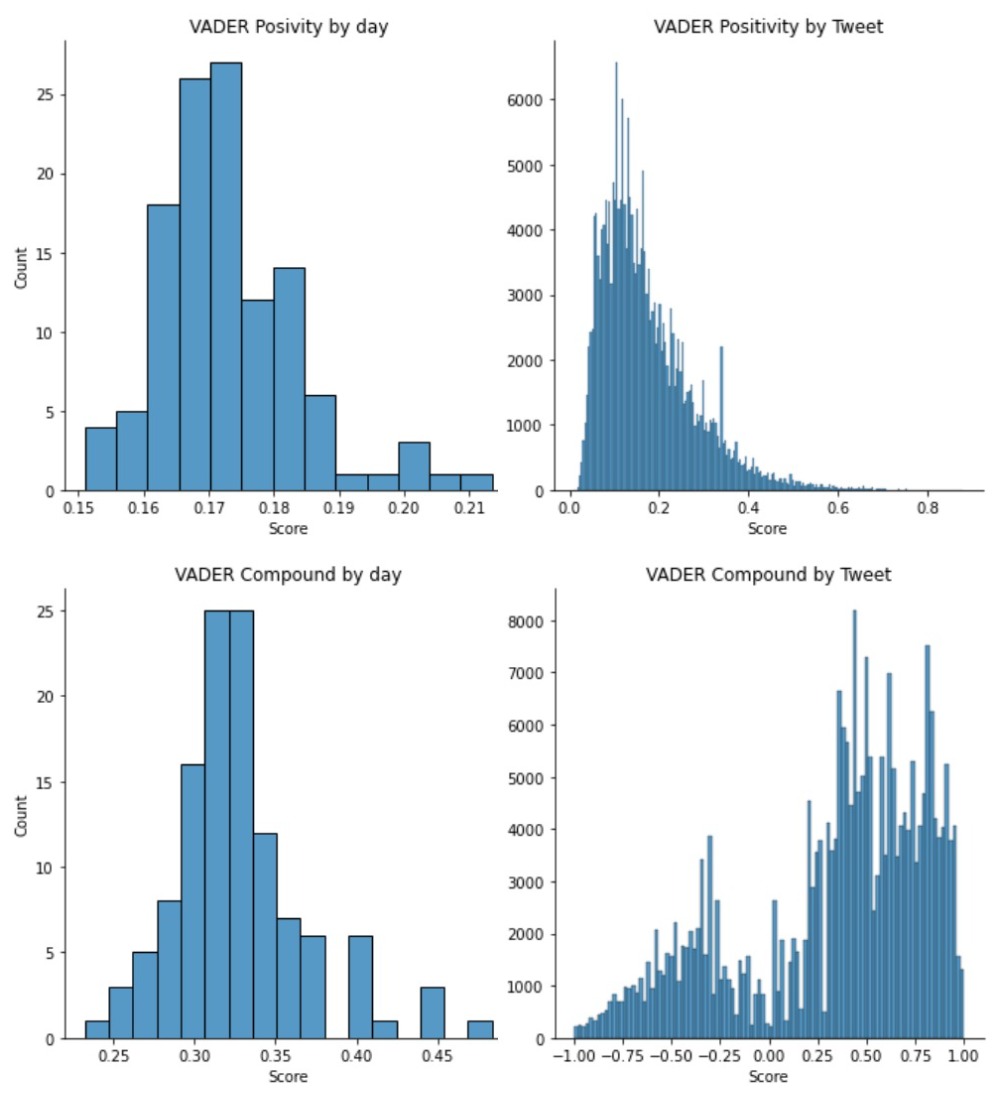 VADER Posivity by day
25
20
15
10
5
0
Count
0.15 0.16 0.17 0.18 0.19 0.20 0.21
Score
VADER Positivity by Tweet
6000
5000
4000
3000
2000
1000
0
0.0 0.2 0.4 0.6 0.8
Score
VADER Compound by day
25
20
15
10
5
0
Count
0.25 0.30 0.35 0.40 0.45
Score
VADER Compound by Tweet
8000
7000
6000
5000
4000
3000
2000
1000
0
−1.00 −0.75 −0.50 −0.25 0.00 0.25 0.50 0.75 1.00
Score